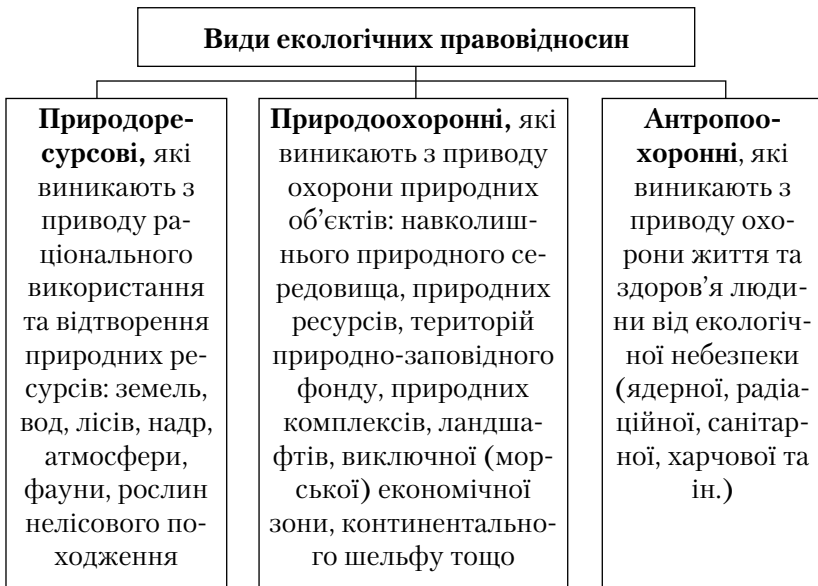 Види екологічних правовідносин
Природоре-
сурсові, які
виникають з
приводу ра-
ціонального
використання
та відтворення
природних ре-
сурсів: земель,
вод, лісів, надр,
атмосфери,
фауни, рослин
нелісового по-
ходження
Природоохоронні, які
виникають з приводу
охорони природних
об’єктів: навколиш-
нього природного се-
редовища, природних
ресурсів, територій
природно-заповідного
фонду, природних
комплексів, ландша-
фтів, виключної (мор-
ської) економічної
зони, континентально-
го шельфу тощо
Антропоо-
хоронні, які
виникають з
приводу охо-
рони життя та
здоров’я люди-
ни від екологіч-
ної небезпеки
(ядерної, радіа-
ційної, санітар-
ної, харчової та
ін.)